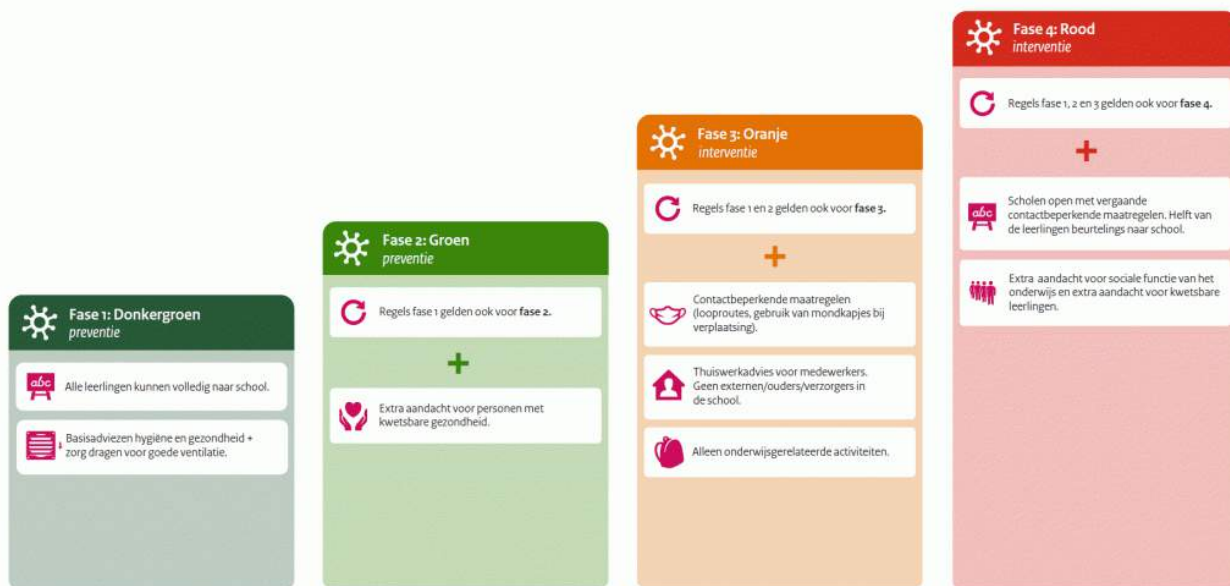 Fase 1: Donkergroen
preventie
abc
Alle leerlingen kunnen volledig naar school.
Basisadviezen hygiëne en gezondheid +
zorg dragen voor goede ventilatie.
Fase 2: Groen
preventie
Regels fase 1 gelden ook voor fase 2.
+
Extra aandacht voor personen met
kwetsbare gezondheid.
Fase 3: Oranje
interventie
Regels fase 1 en 2 gelden ook voor fase 3.
+
Contactbeperkende maatregelen
(looproutes, gebruik van mondkapjes bij
verplaatsing).
Thuiswerkadvies voor medewerkers.
Geen externen/ouders/verzorgers in
de school.
Alleen onderwijsgerelateerde activiteiten.
Fase 4: Rood
interventie
Regels fase 1, 2 en 3 gelden ook voor fase 4.
+
abc
Scholen open met vergaande
contactbeperkende maatregelen. Helft van
de leerlingen beurtelings naar school.
Extra aandacht voor sociale functie van het
onderwijs en extra aandacht voor kwetsbare
leerlingen.